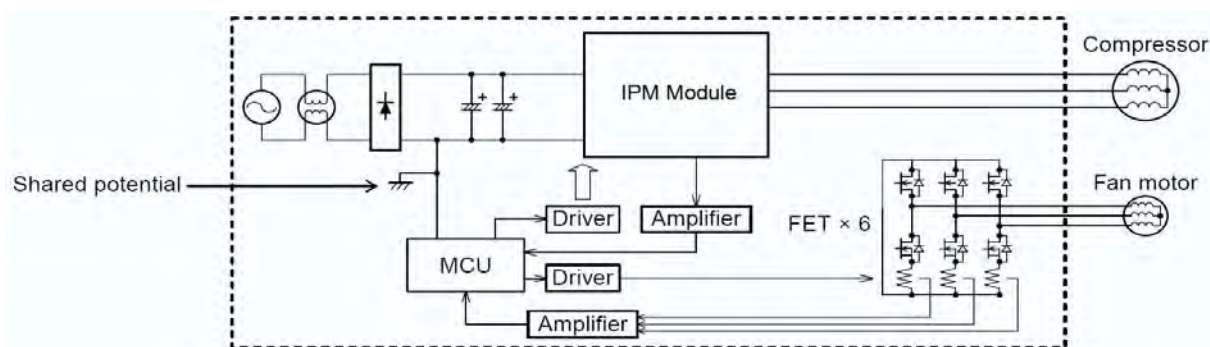 Compressor
IPM Module
Shared potential
Fan motor
Driver
Amplifier
FET × 6
MCU
Driver
Amplifier